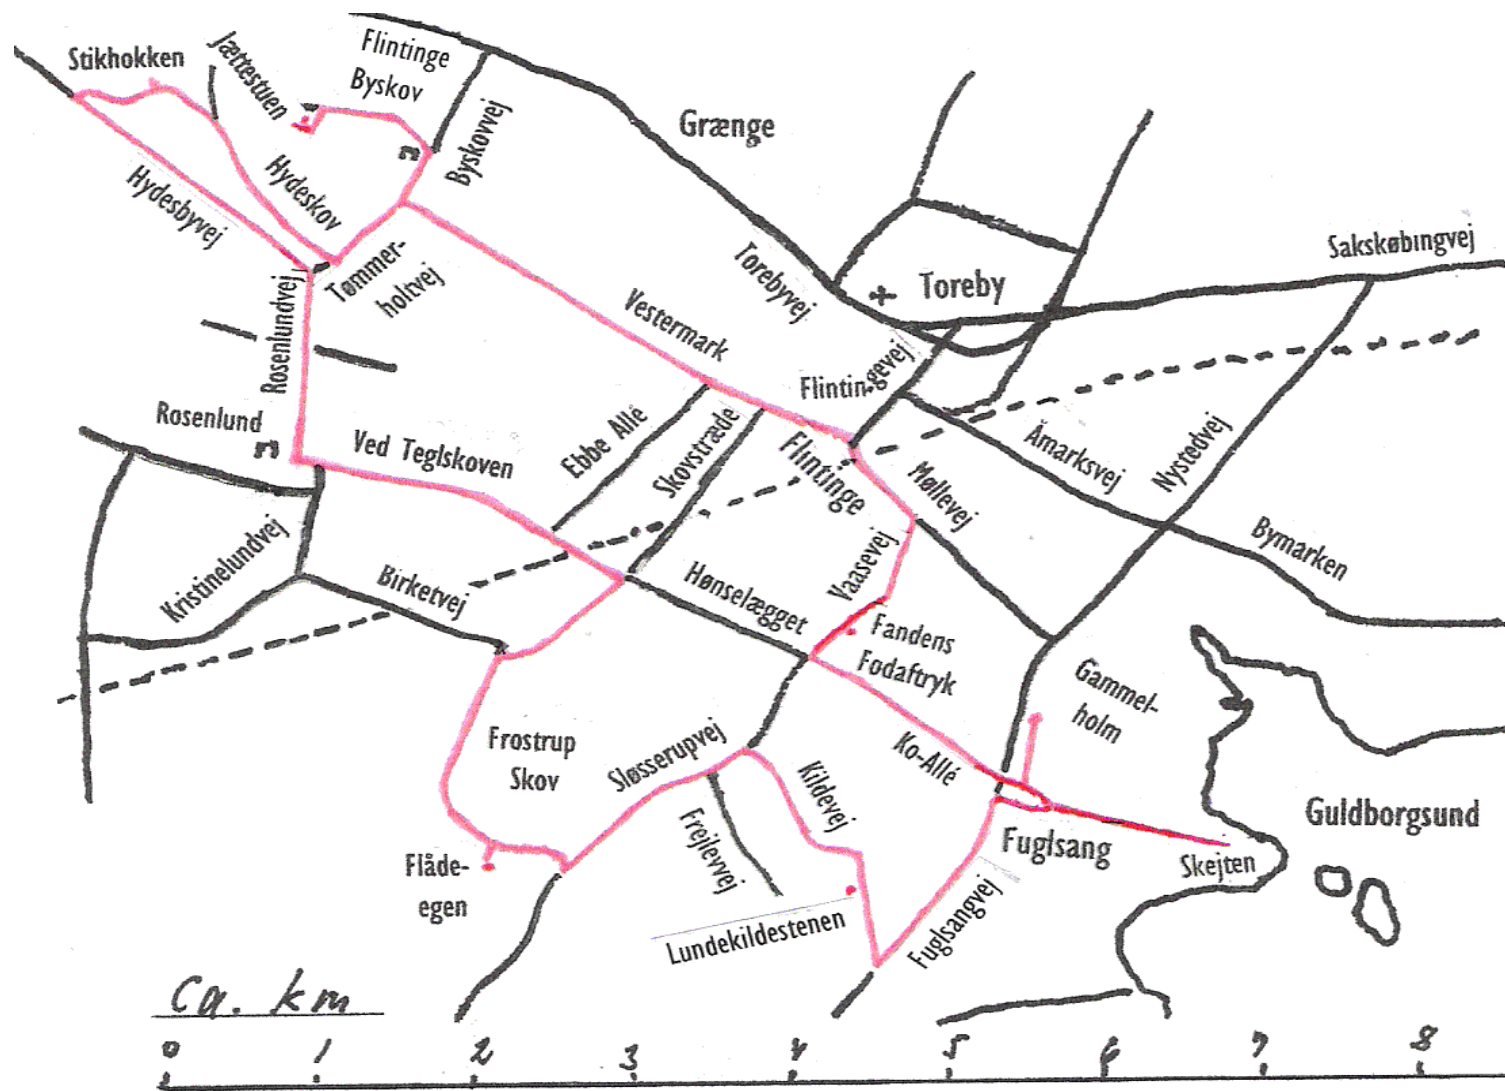 Stikhokken
Jættestuen
Flintinge
Byskov
Byskovvej
Grænge
Hydeskov
Hydesbyvej
Tømmer-
holtvej
Torebyvej
Toreby
Sakskøbingvej
Rosenlundvej
Vestermark
Flintingevej
Rosenlund
Ved Teglskoven
Ebbe Allé
Skovstræde
Flintinge
Møllevej
Åmarksvej
Nystedvej
Bymarken
Kristinelundvej
Birketvej
Hønselægget
Vaasevej
Fandens
Fodaftryk
Gammel-
holm
Frostrup
Skov
Sløsserupvej
Kildevej
Ko-Allé
Frejlevvej
Fuglsang
Guldborgsund
Skejten
Flåde-
egen
Lundekildestenen
Fuglsangvej
ca. km
0 1 2 3 4 5 6 7 8